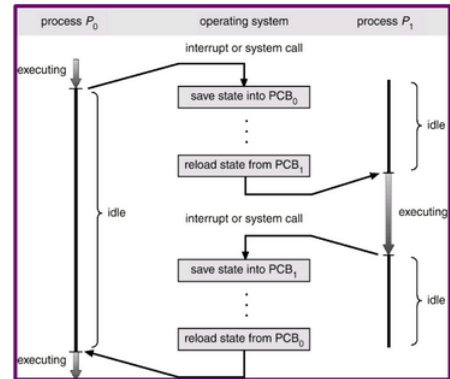 process P0 operating system process P1
interrupt or system call
executing
save state into PCB0
idle
reload state from PCB1
idle
interrupt or system call
executing
save state into PCB1
idle
reload state from PCB0
executing